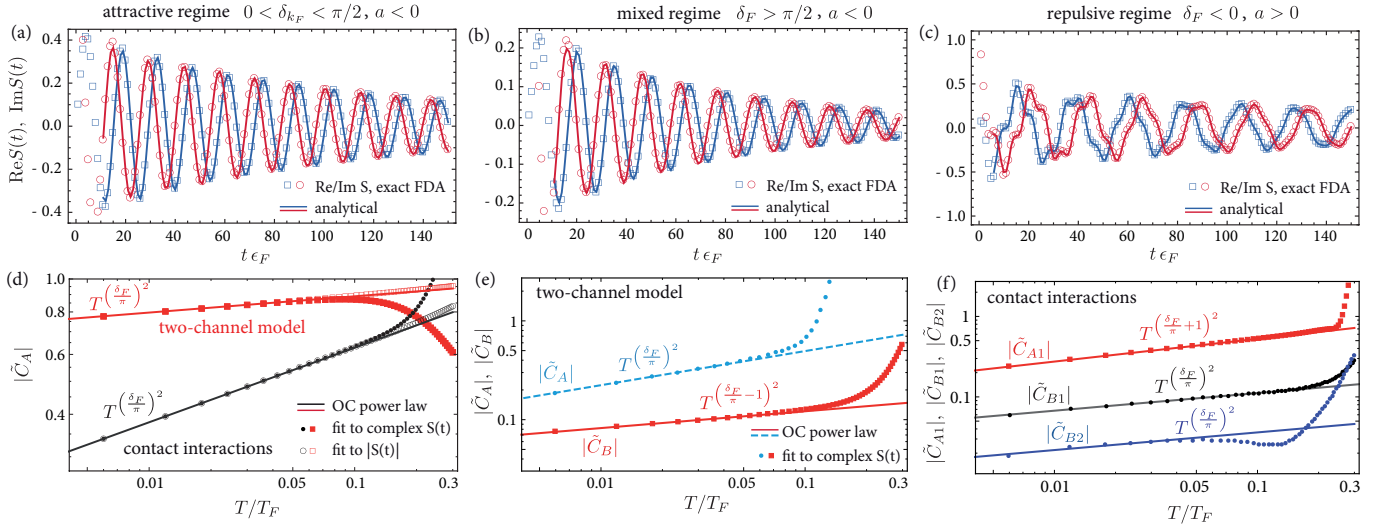 attractive regime 0 < δ_{k_F} < π/2, a < 0
mixed regime δ_F > π/2, a < 0
repulsive regime δ_F < 0, a > 0
(a)
ReS(t), ImS(t)
0.4
0.2
0.0
- 0.2
- 0.4
Re/Im S, exact FDA
analytical
0 20 40 60 80 100 120 140
t ε_F
(b)
0.2
0.1
0.0
- 0.1
- 0.2
Re/Im S, exact FDA
analytical
0 20 40 60 80 100 120 140
t ε_F
(c)
1.0
0.5
0.0
- 0.5
- 1.0
Re/Im S, exact FDA
analytical
0 20 40 60 80 100 120 140
t ε_F
(d)
|C̃_A|
1.0
0.8
0.6
0.4
T^{(δ_F/π)^2}
two-channel model
T^{(δ_F/π)^2}
contact interactions
OC power law
fit to complex S(t)
fit to |S(t)|
0.01 0.05 0.1 0.3
T/T_F
(e) two-channel model
|C̃_A|, |C̃_B|
1
0.5
0.1
|C̃_A|
T^{(δ_F/π)^2}
T^{(δ_F/π-1)^2}
|C̃_B|
OC power law
fit to complex S(t)
0.01 0.05 0.1 0.3
T/T_F
(f)
contact interactions
|C̃_{A1}|, |C̃_{B1}|, |C̃_{B2}|
1
0.5
0.1
0.05
T^{(δ_F/π+1)^2}
|C̃_{A1}|
T^{(δ_F/π)^2}
|C̃_{B1}|
T^{(δ_F/π)^2}
|C̃_{B2}|
0.01 0.05 0.1 0.3
T/T_F